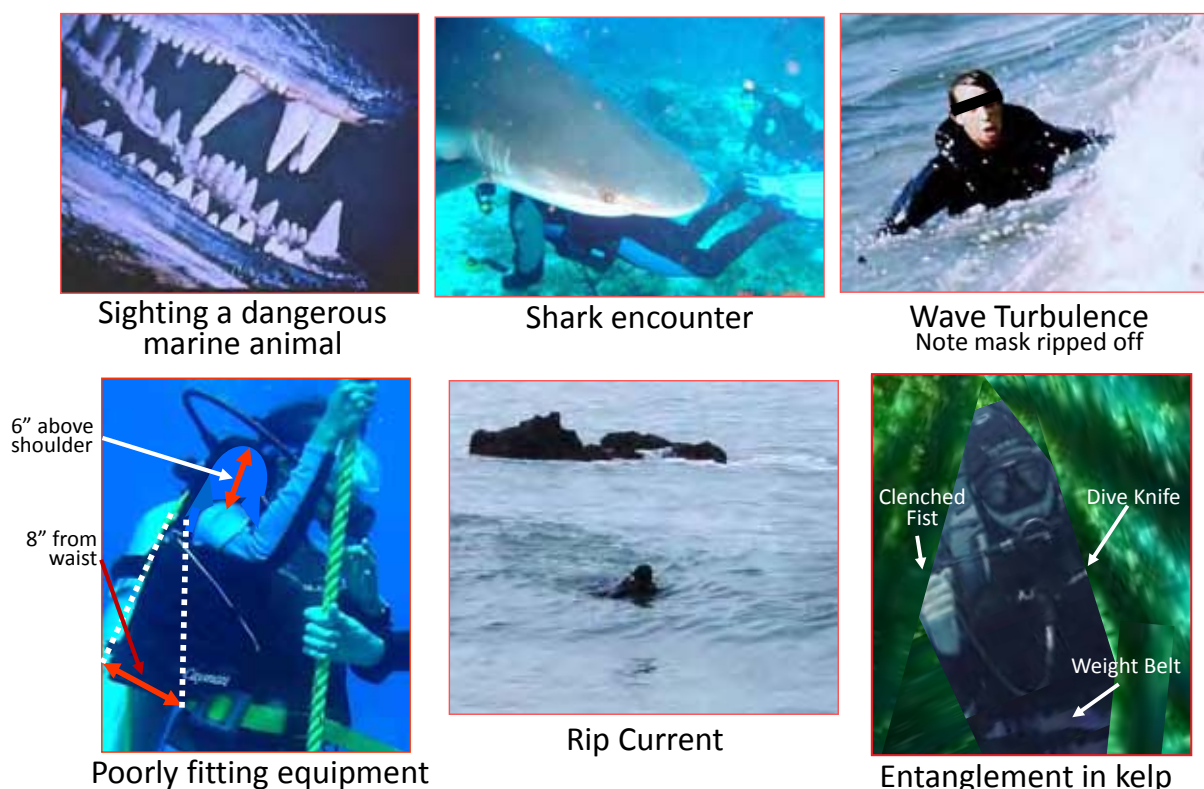 Sighting a dangerous
marine animal
Shark encounter
Wave Turbulence
Note mask ripped off
6” above
shoulder
8” from
waist
Poorly fitting equipment
Rip Current
Clenched
Fist
Dive Knife
Weight Belt
Entanglement in kelp